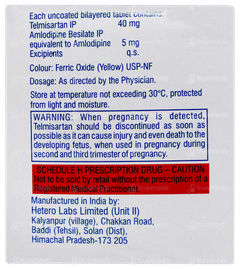 Each uncoated bilayered tablet contains:
Telmisartan IP 40 mg
Amlodipine Besilate IP
equivalent to Amlodipine 5 mg
Excipients q.s.
Colour: Ferric Oxide (Yellow) USP-NF
Dosage: As directed by the Physician.
Store at temperature not exceeding 30°C, protected
from light and moisture.
WARNING: When pregnancy is detected,
Telmisartan should be discontinued as soon as
possible as it can cause injury and even death to the
developing fetus, when used in pregnancy during
second and third trimester of pregnancy.
SCHEDULE H PRESCRIPTION DRUG – CAUTION
Not to be sold by retail without the prescription of a
Registered Medical Practitioner.
Manufactured in India by:
Hetero Labs Limited (Unit II)
Kalyanpur (village), Chakkan Road,
Baddi (Tehsil), Solan (Dist),
Himachal Pradesh-173 205